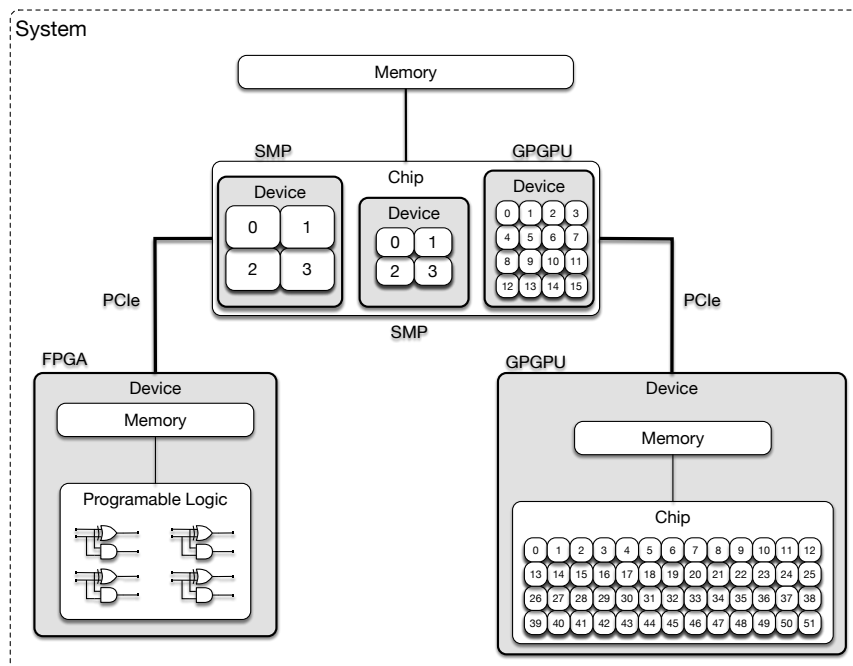 System
Memory
SMP
GPGPU
Chip
Device
0 1
2 3
Device
0 1
2 3
Device
0 1 2 3
4 5 6 7
8 9 10 11
12 13 14 15
PCIe
PCIe
SMP
FPGA
Device
Memory
Programable Logic
GPGPU
Device
Memory
Chip
0 1 2 3 4 5 6 7 8 9 10 11 12
13 14 15 16 17 18 19 20 21 22 23 24 25
26 27 28 29 30 31 32 33 34 35 36 37 38
39 40 41 42 43 44 45 46 47 48 49 50 51